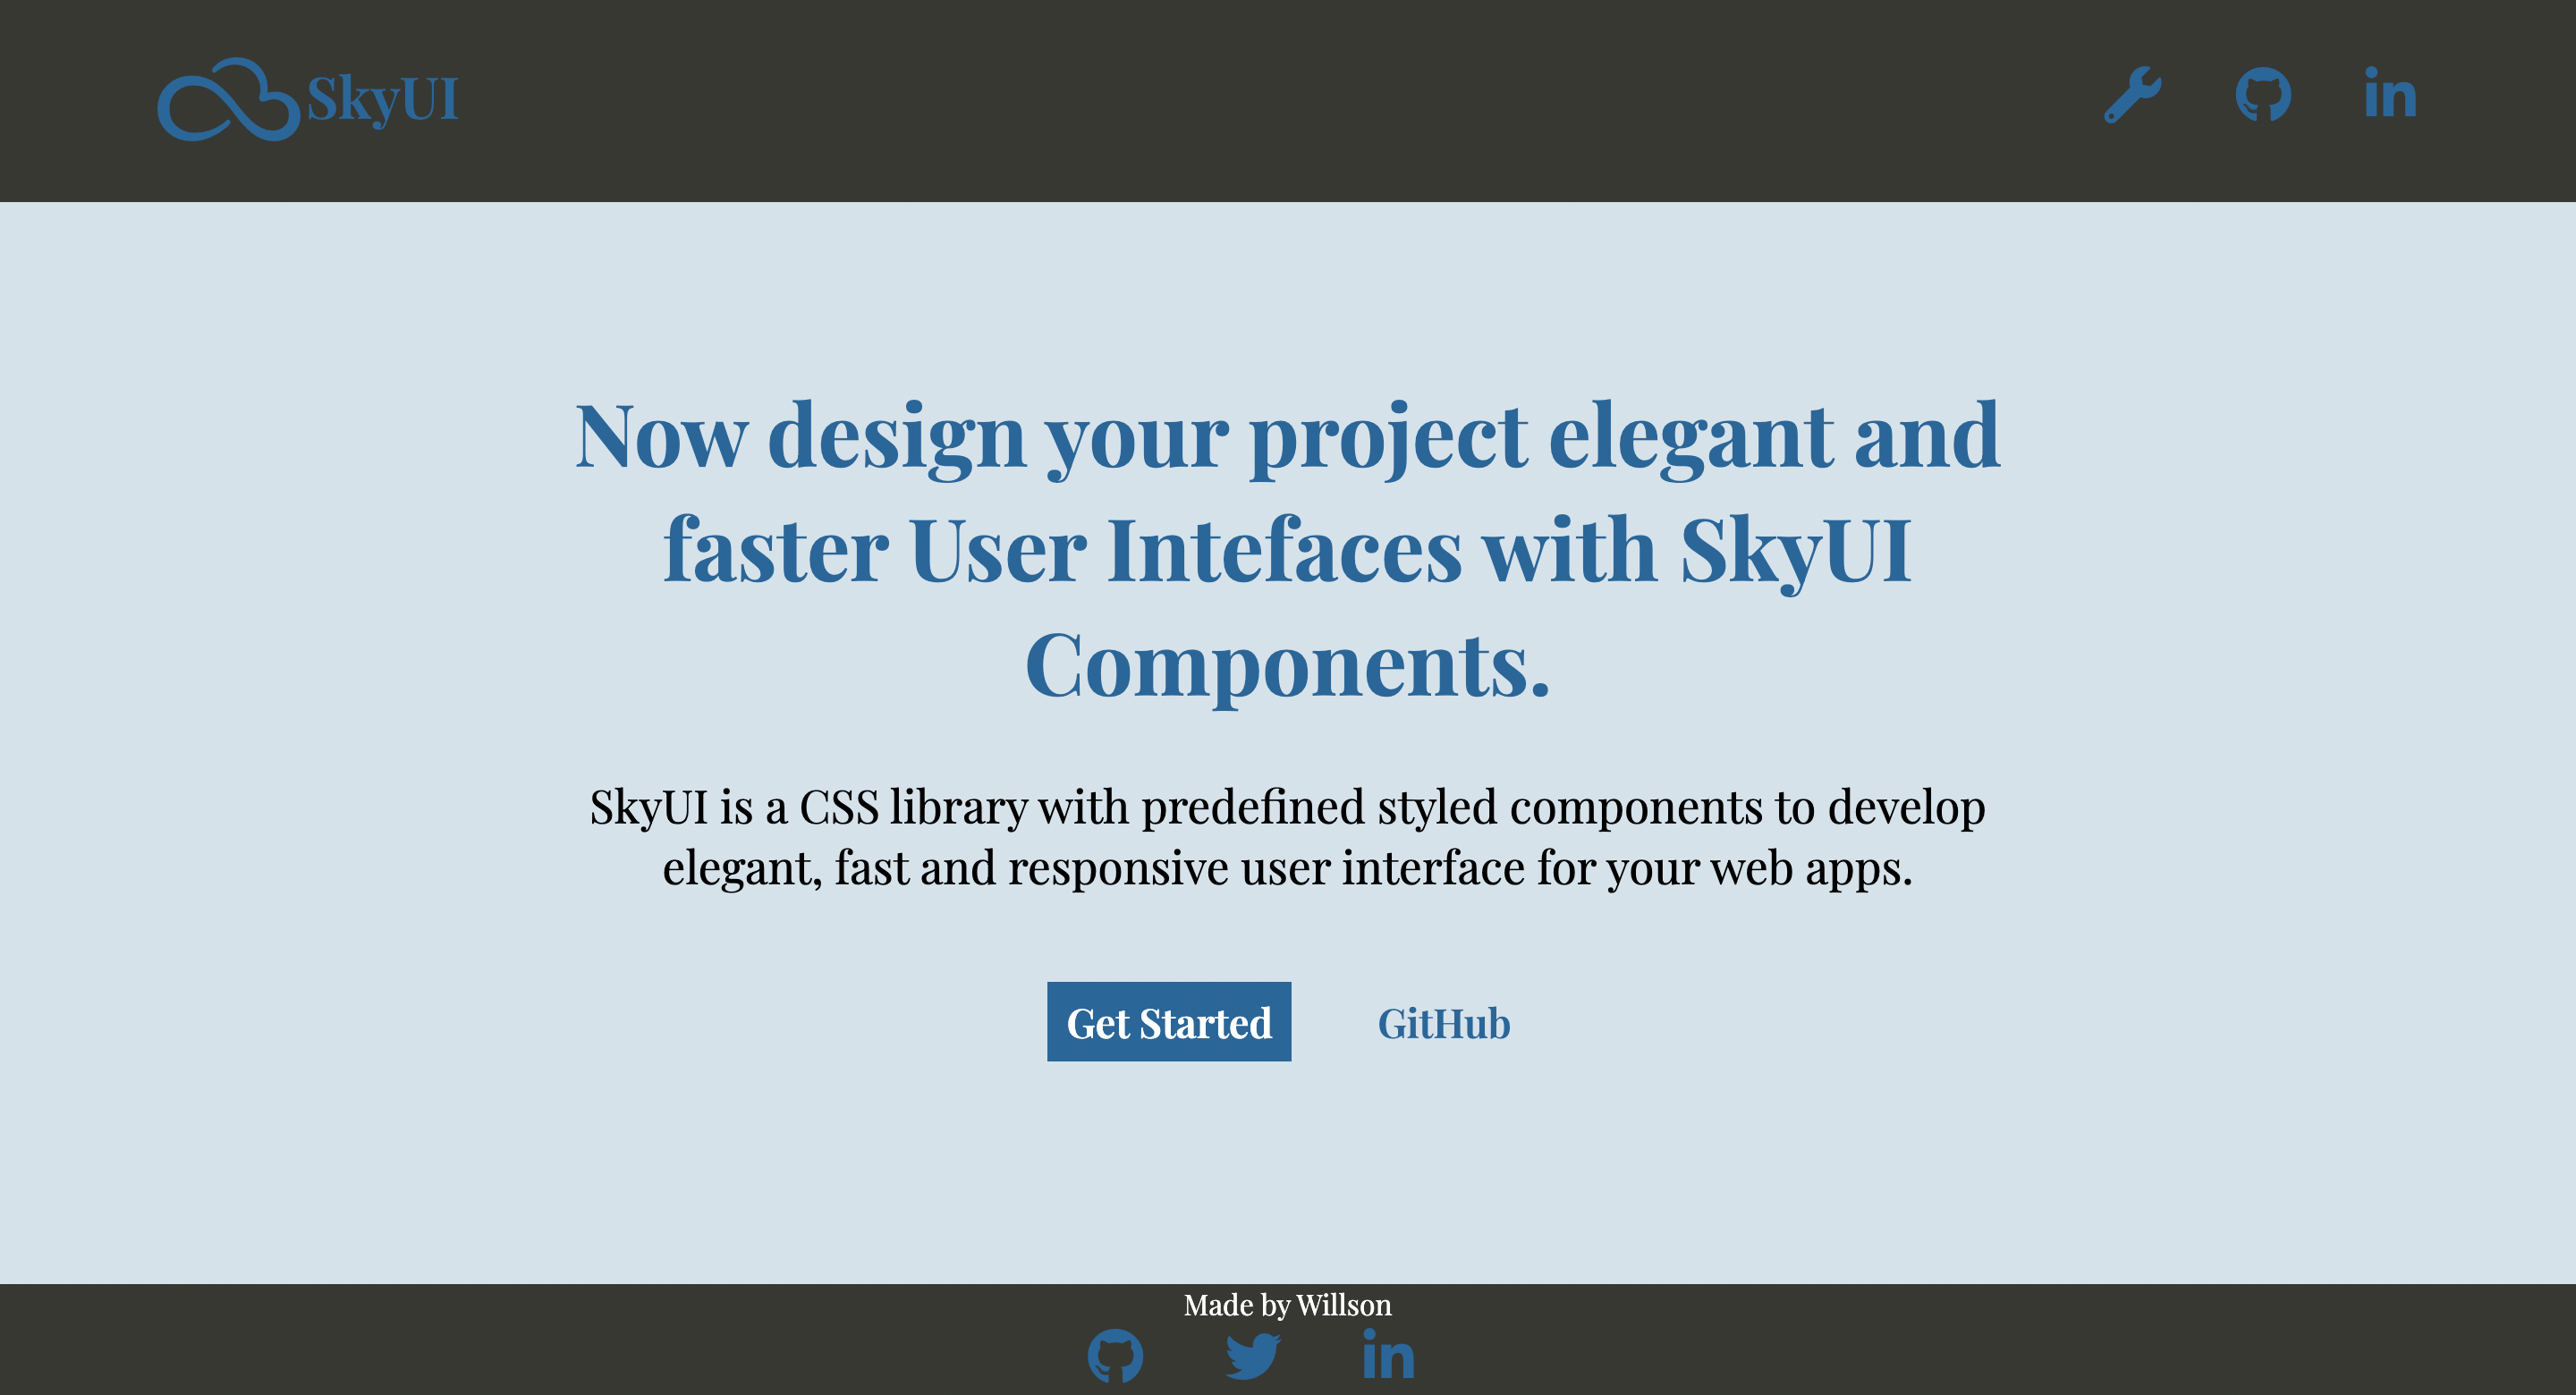 SkyUI
Now design your project elegant and
faster User Intefaces with SkyUI
Components.
SkyUI is a CSS library with predefined styled components to develop
elegant, fast and responsive user interface for your web apps.
Get Started
GitHub
Made by Willson